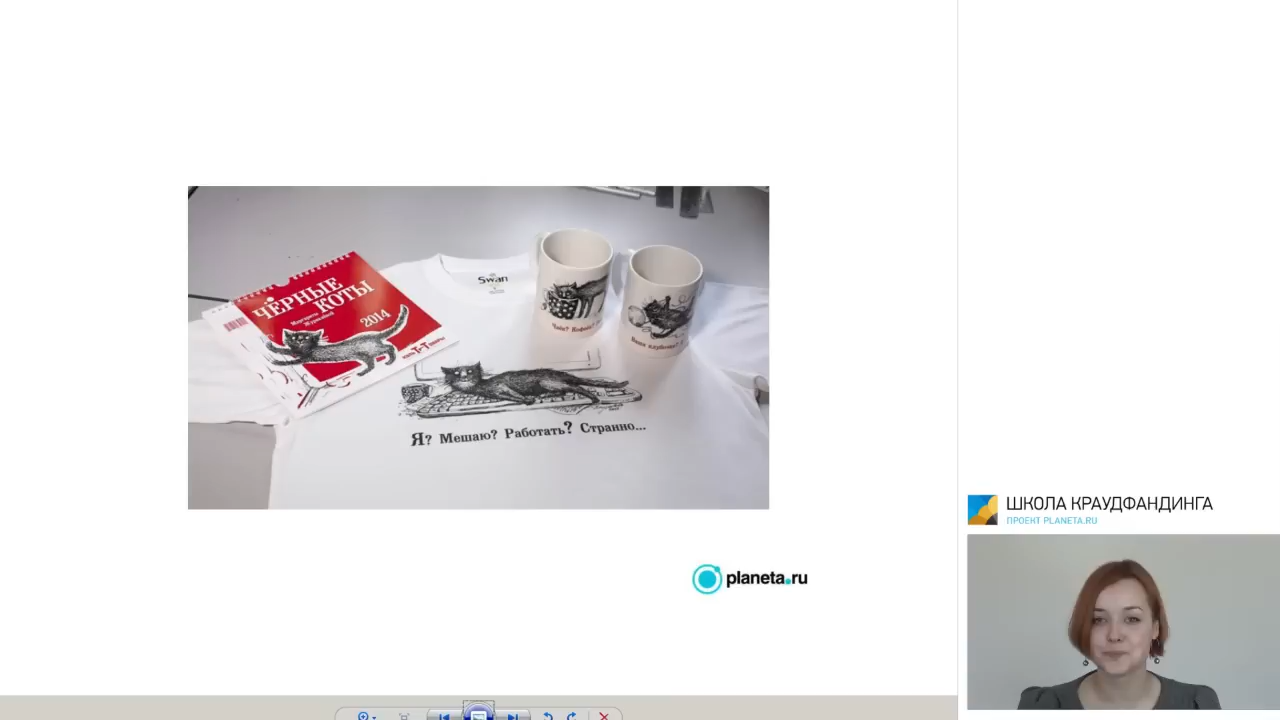 ЧЁРНЫЕ
КОТЫ
2014
Swan
Я? Мешаю? Работать? Странно...
planeta.ru
ШКОЛА КРАУДФАНДИНГА
ПРОЕКТ PLANETA.RU